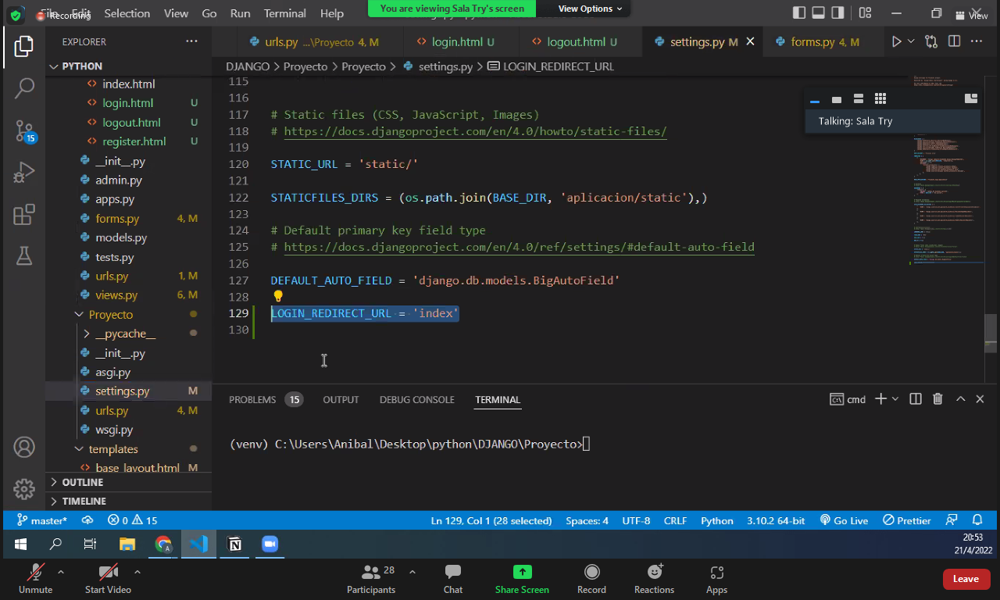 File Edit Selection View Go Run Terminal Help
Recording
You are viewing Sala Try's screen
View Options
View
EXPLORER
urls.py ...\Proyecto 4, M
login.html U
logout.html U
settings.py M
forms.py 4, M
PYTHON
DJANGO > Proyecto > Proyecto > settings.py > LOGIN_REDIRECT_URL
Talking: Sala Try
index.html
login.html U
logout.html U
register.html U
__init__.py
admin.py
apps.py
forms.py 4, M
models.py
tests.py
urls.py 1, M
views.py 6, M
Proyecto
__pycache__
__init__.py
asgi.py
settings.py M
urls.py 4, M
wsgi.py
templates
base_layout.html
OUTLINE
TIMELINE
15
115
116
117 # Static files (CSS, JavaScript, Images)
118 # https://docs.djangoproject.com/en/4.0/howto/static-files/
119
120 STATIC_URL = 'static/'
121
122 STATICFILES_DIRS = (os.path.join(BASE_DIR, 'aplicacion/static'),)
123
124 # Default primary key field type
125 # https://docs.djangoproject.com/en/4.0/ref/settings/#default-auto-field
126
127 DEFAULT_AUTO_FIELD = 'django.db.models.BigAutoField'
128
129 LOGIN_REDIRECT_URL = 'index'
130
PROBLEMS 15 OUTPUT DEBUG CONSOLE TERMINAL
cmd
(venv) C:\Users\Anibal\Desktop\python\DJANGO\Proyecto>
master* 0 15
Ln 129, Col 1 (28 selected) Spaces: 4 UTF-8 CRLF Python 3.10.2 64-bit Go Live Prettier
20:53
21/4/2022
28
Unmute Start Video Participants Chat Share Screen Record Reactions Apps Leave